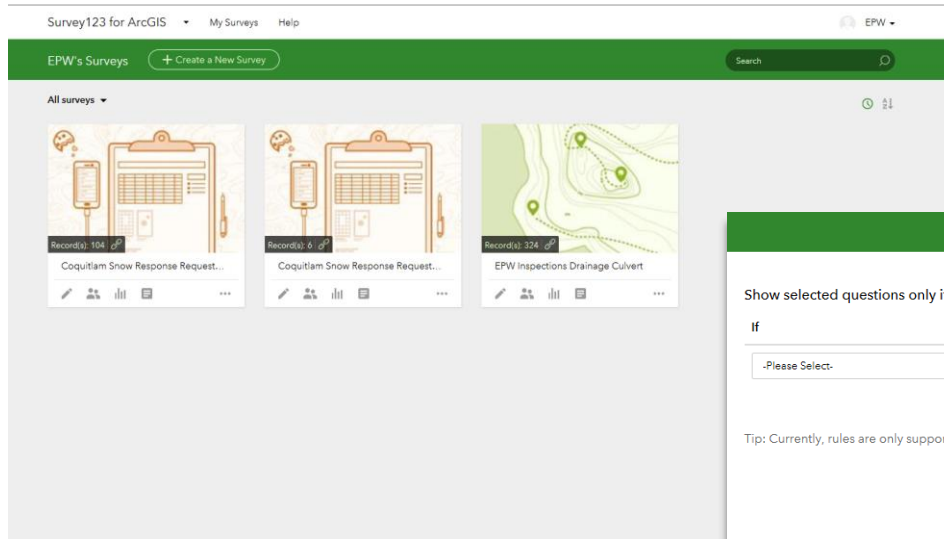 Survey123 for ArcGIS My Surveys Help EPW
EPW's Surveys + Create a New Survey Search
All surveys
Record(s): 104 Record(s): 6 Record(s): 324
Coquitlam Snow Response Request... Coquitlam Snow Response Request... EPW Inspections Drainage Culvert
Show selected questions only i
If
-Please Select-
Tip: Currently, rules are only suppor